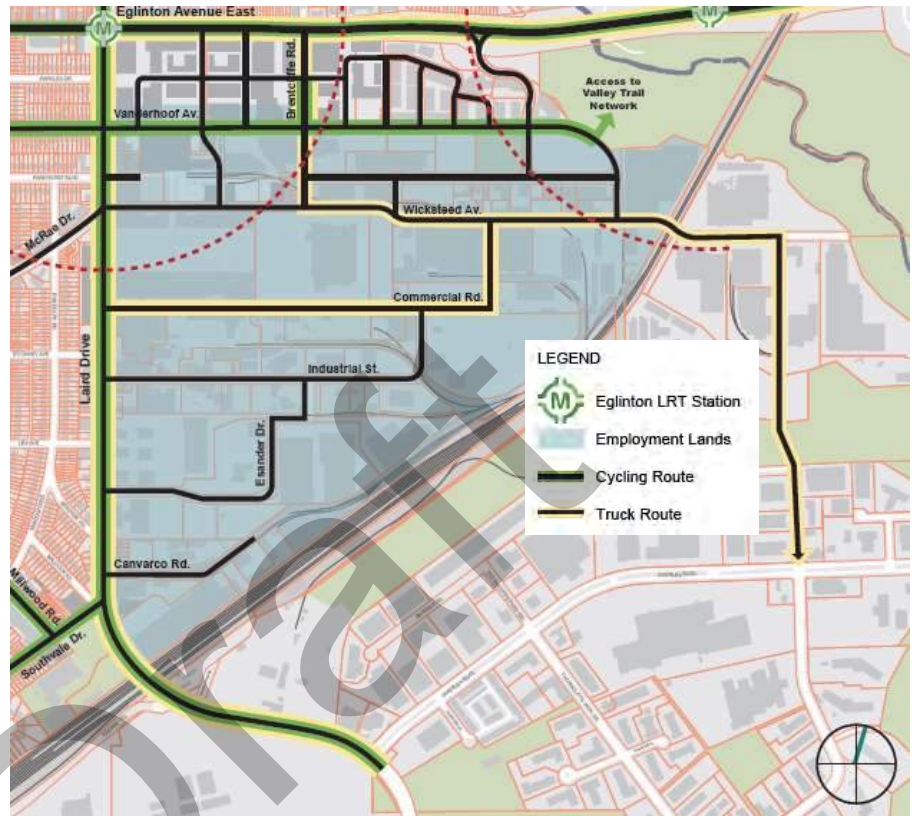 Eglinton Avenue East
M
M
Brentcliffe Rd.
Access to
Valley Trail
Network
Vanderhoof Av.
McRae Dr.
Wicksteed Av.
Commercial Rd.
Laird Drive
Industrial St.
Esander Dr.
Canvarco Rd.
Millwood Rd.
Southvale Dr.
LEGEND
M
Eglinton LRT Station
Employment Lands
Cycling Route
Truck Route
Draft